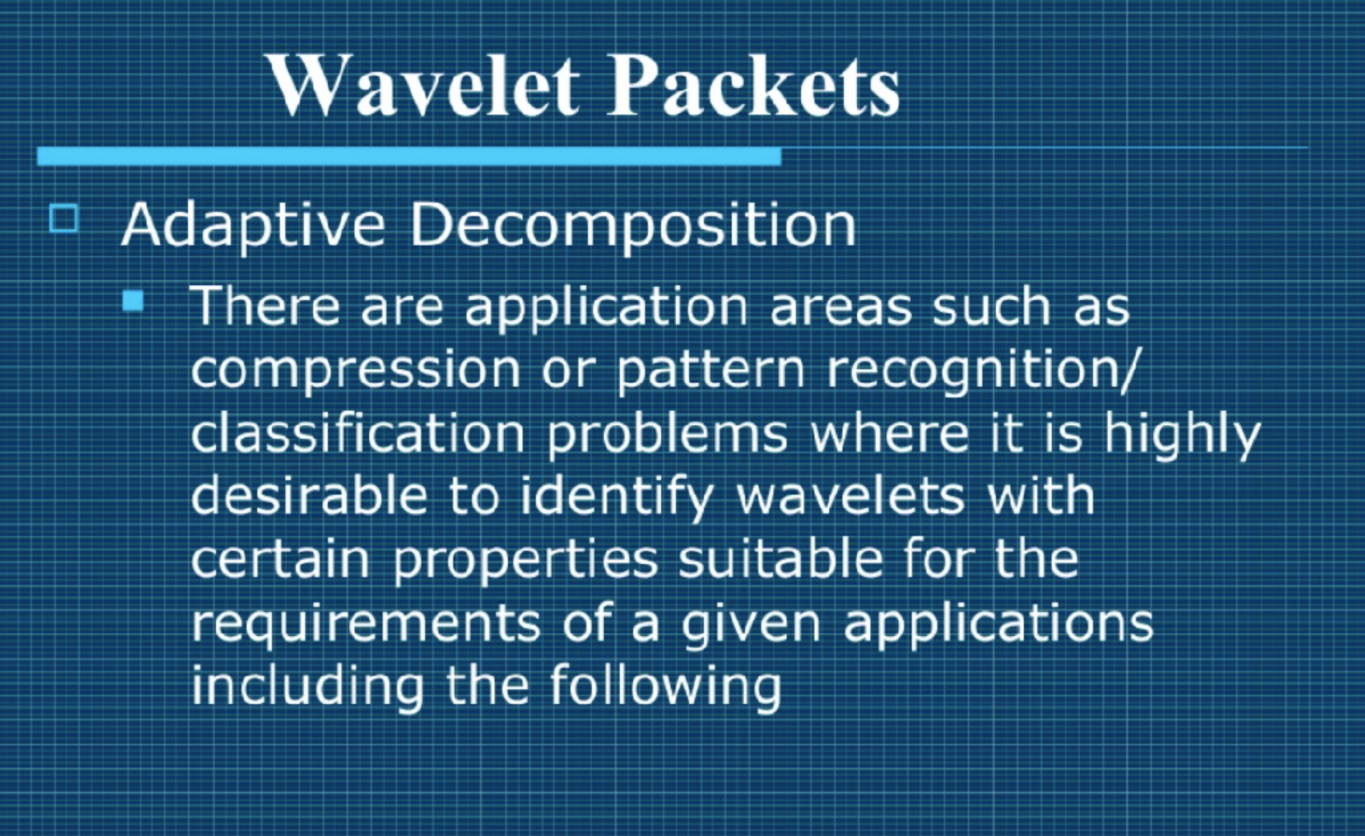 Wavelet Packets
Adaptive Decomposition
There are application areas such as
compression or pattern recognition/
classification problems where it is highly
desirable to identify wavelets with
certain properties suitable for the
requirements of a given applications
including the following